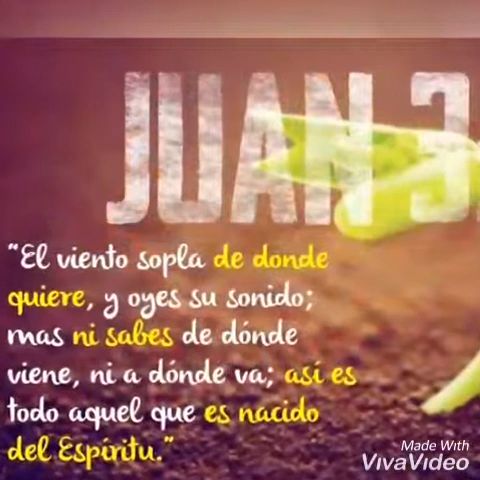 JUAN 3
"El viento sopla de donde
quiere, y oyes su sonido;
mas ni sabes de dónde
viene, ni a dónde va; así es
todo aquel que es nacido
del Espíritu."
Made With
VivaVideo